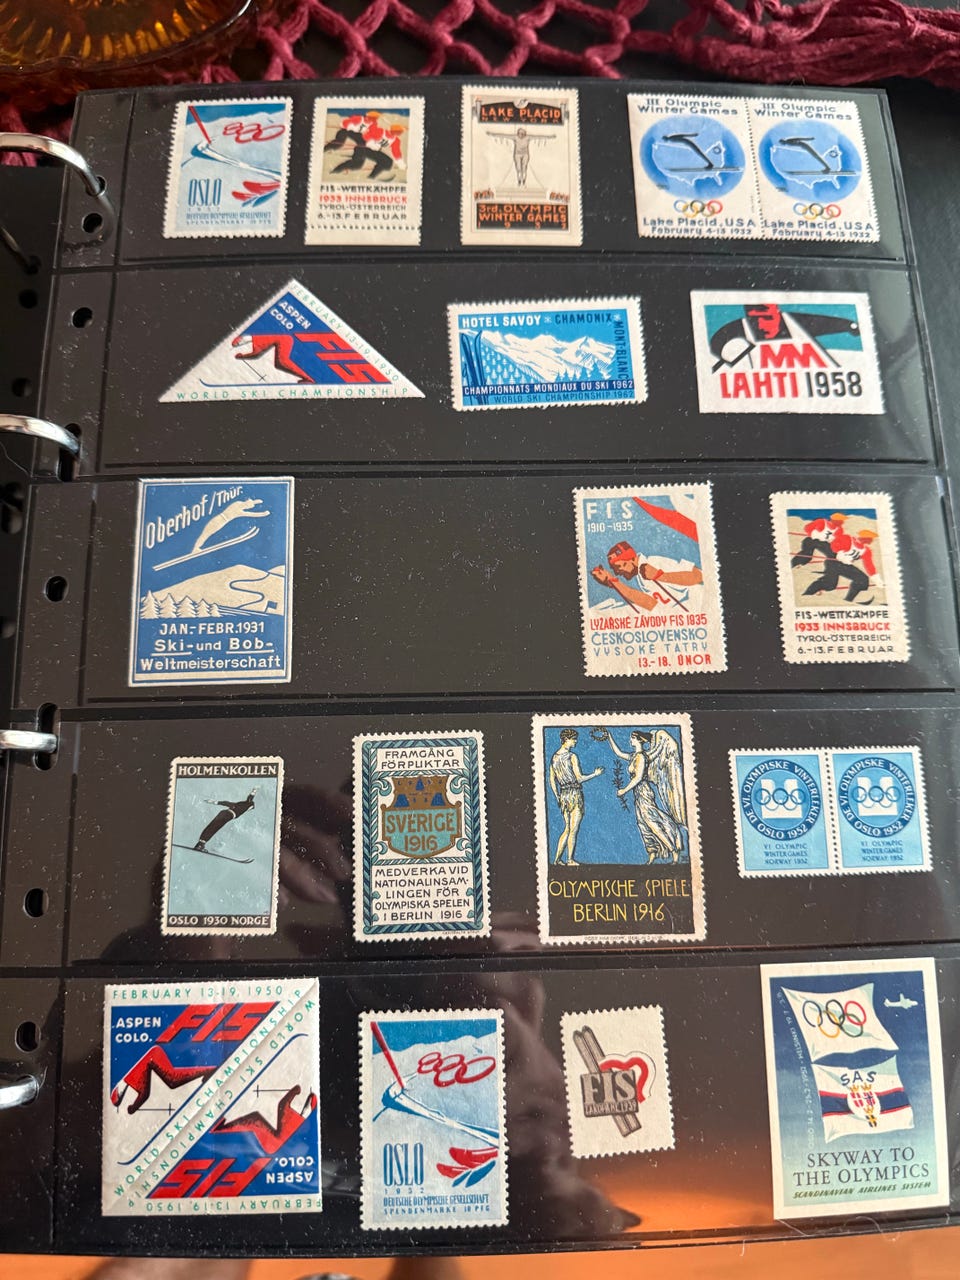 OSLO
1952
DEUTSCHE OLYMPISCHE GESELLSCHAFT
SPENDENMARKE 10 PFG
FIS-WETTKÄMPFE
1933 INNSBRUCK
TYROL-ÖSTERREICH
6.-13. FEBRUAR
LAKE PLACID
NEW YORK
3rd. OLYMPIC
WINTER GAMES
1932
III Olympic
Winter Games
Lake Placid, USA
February 4-13 1932
III Olympic
Winter Games
Lake Placid, USA
February 4-13 1932
FEBRUARY 13-19, 1950
ASPEN
COLO.
FIS
WORLD SKI CHAMPIONSHIP
HOTEL SAVOY * CHAMONIX *
MONT-BLANC
CHAMPIONNATS MONDIAUX DU SKI 1962
WORLD SKI CHAMPIONSHIP 1962
MM
LAHTI 1958
Oberhof/Thür.
JAN.-FEBR. 1931
Ski- und Bob-
Weltmeisterschaft
FIS
1910-1935
LYŽAŘSKÉ ZÁVODY FIS 1935
ČESKOSLOVENSKO
VYSOKÉ TATRY
13.-18. ÚNOR
FIS-WETTKÄMPFE
1933 INNSBRUCK
TYROL-ÖSTERREICH
6.-13. FEBRUAR
HOLMENKOLLEN
OSLO 1930 NORGE
FRAMGÅNG
FÖRPLIKTAR
SVERIGE
1916
MEDVERKA VID
NATIONALINSAM-
LINGEN FÖR
OLYMPISKA SPELEN
I BERLIN 1916
OLYMPISCHE SPIELE
BERLIN 1916
DE VI. OLYMPISKE VINTERLEKER
OSLO 1952
VI OLYMPIC
WINTER GAMES
NORWAY 1952
DE VI. OLYMPISKE VINTERLEKER
OSLO 1952
VI OLYMPIC
WINTER GAMES
NORWAY 1952
FEBRUARY 13-19, 1950
ASPEN
COLO.
FIS
WORLD SKI CHAMPIONSHIP
FEBRUARY 13-19, 1950
ASPEN
COLO.
FIS
WORLD SKI CHAMPIONSHIP
OSLO
1952
DEUTSCHE OLYMPISCHE GESELLSCHAFT
SPENDENMARKE 10 PFG
FIS
SAS
SKYWAY TO
THE OLYMPICS
SCANDINAVIAN AIRLINES SYSTEM